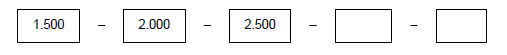 1.500 – 2.000 – 2.500 – –